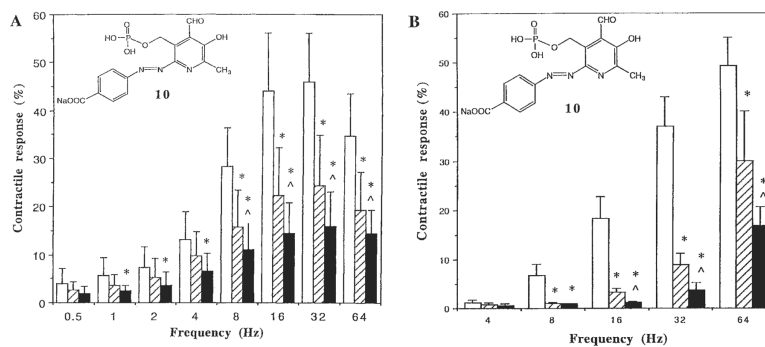 A
Contractile response (%)
60
50
40
30
20
10
0
CHO
O
HO-P-O
OH
OH
N
CH3
N=N
NaOOC
10
* * * * * * * * * * *
^ ^ ^ ^
0.5 1 2 4 8 16 32 64
Frequency (Hz)
B
Contractile response (%)
60
50
40
30
20
10
0
CHO
O
HO-P-O
OH
OH
N
CH3
N=N
NaOOC
10
* * * * * * * *
^ ^ ^
4 8 16 32 64
Frequency (Hz)